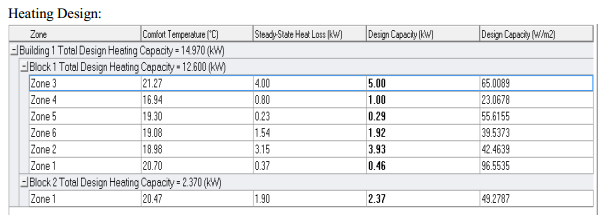 Heating Design:
Zone Comfort Temperature (°C) Steady-State Heat Loss (kW) Design Capacity (kW) Design Capacity (W/m2)
Building 1 Total Design Heating Capacity = 14.970 (kW)
Block 1 Total Design Heating Capacity = 12.600 (kW)
Zone 3 21.27 4.00 5.00 65.0089
Zone 4 16.94 0.80 1.00 23.0678
Zone 5 19.30 0.23 0.29 55.6155
Zone 6 19.08 1.54 1.92 39.5373
Zone 2 18.98 3.15 3.93 42.4639
Zone 1 20.70 0.37 0.46 96.5535
Block 2 Total Design Heating Capacity = 2.370 (kW)
Zone 1 20.47 1.90 2.37 49.2787